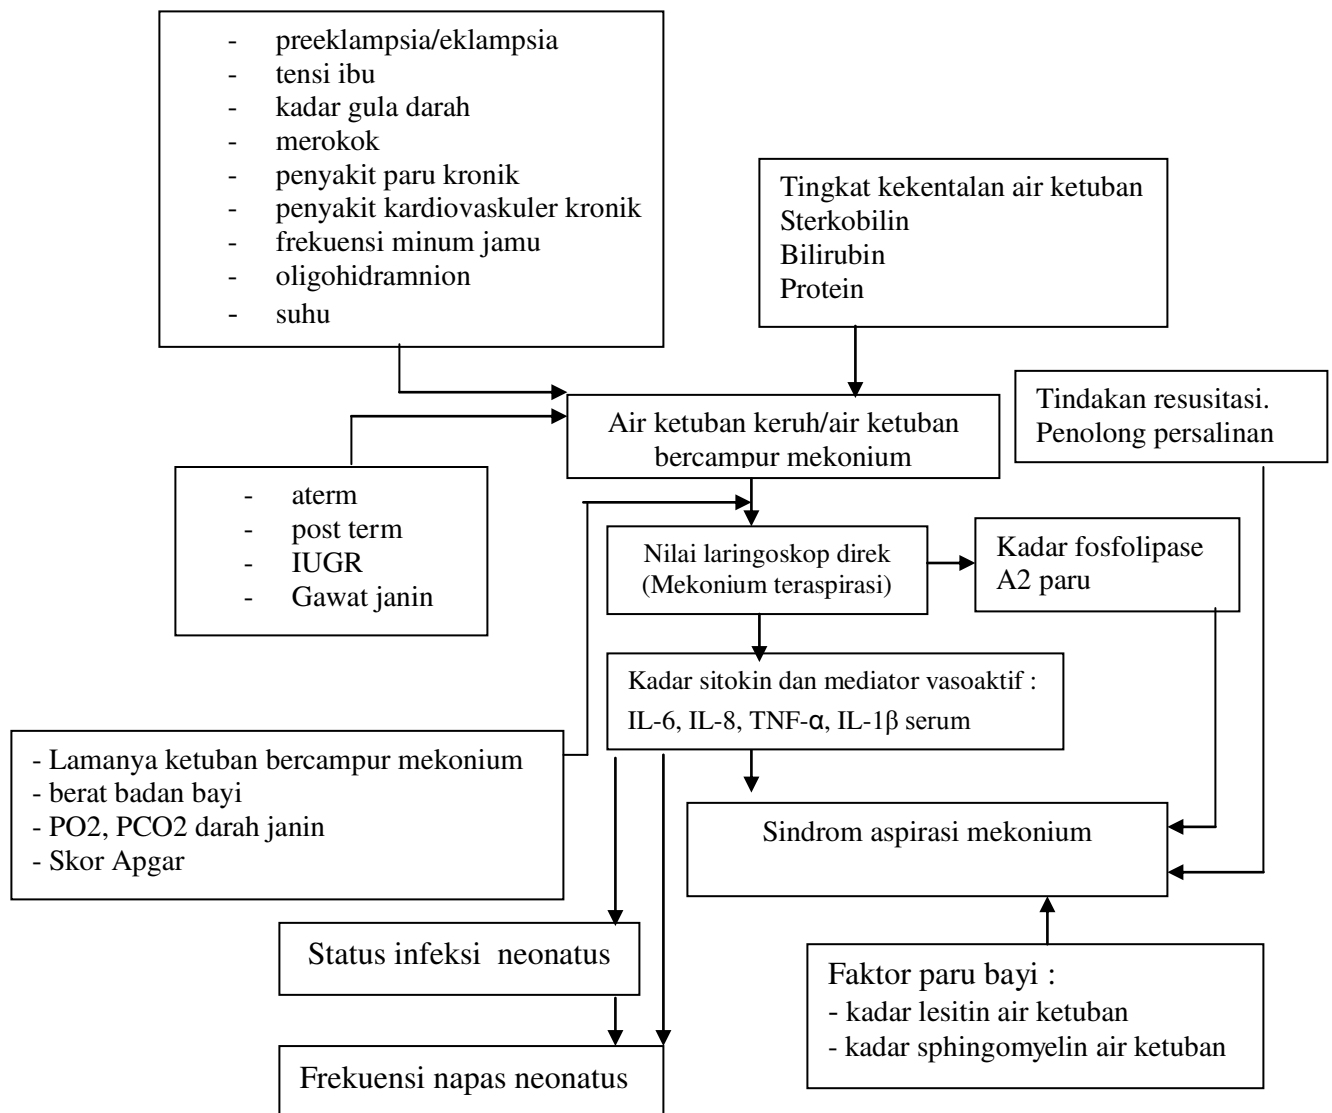 - preeklampsia/eklampsia
- tensi ibu
- kadar gula darah
- merokok
- penyakit paru kronik
- penyakit kardiovaskuler kronik
- frekuensi minum jamu
- oligohidramnion
- suhu
Tingkat kekentalan air ketuban
Sterkobilin
Bilirubin
Protein
Tindakan resusitasi.
Penolong persalinan
Air ketuban keruh/air ketuban
bercampur mekonium
- aterm
- post term
- IUGR
- Gawat janin
Nilai laringoskop direk
(Mekonium teraspirasi)
Kadar fosfolipase
A2 paru
Kadar sitokin dan mediator vasoaktif :
IL-6, IL-8, TNF-α, IL-1β serum
- Lamanya ketuban bercampur mekonium
- berat badan bayi
- PO2, PCO2 darah janin
- Skor Apgar
Sindrom aspirasi mekonium
Status infeksi neonatus
Faktor paru bayi :
- kadar lesitin air ketuban
- kadar sphingomyelin air ketuban
Frekuensi napas neonatus